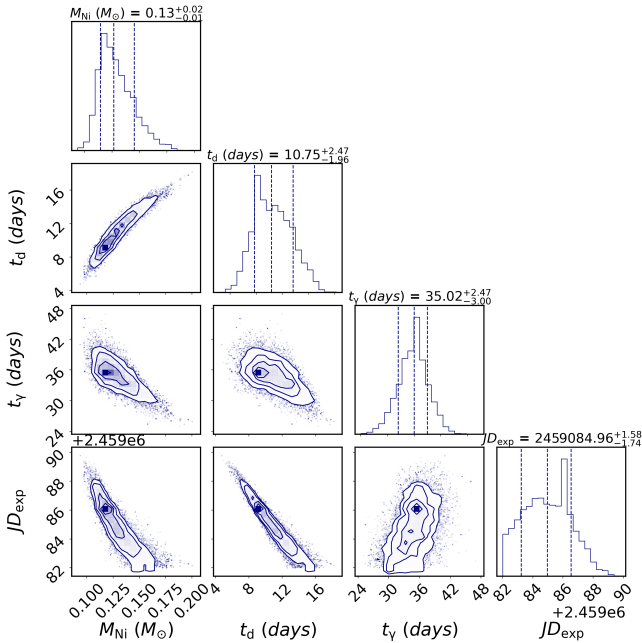 M_Ni (M_⊙) = 0.13^{+0.02}_{-0.01}
t_d (days) = 10.75^{+2.47}_{-1.96}
16
12
8
4
t_d (days)
t_γ (days) = 35.02^{+2.47}_{-3.00}
48
42
36
30
24
t_γ (days)
+2.459e6
JD_exp = 2459084.96^{+1.58}_{-1.74}
90
88
86
84
82
JD_exp
0.100 0.125 0.150 0.175 0.200
4 8 12 16
24 30 36 42 48
82 84 86 88 90
+2.459e6
M_Ni (M_⊙) t_d (days) t_γ (days) JD_exp